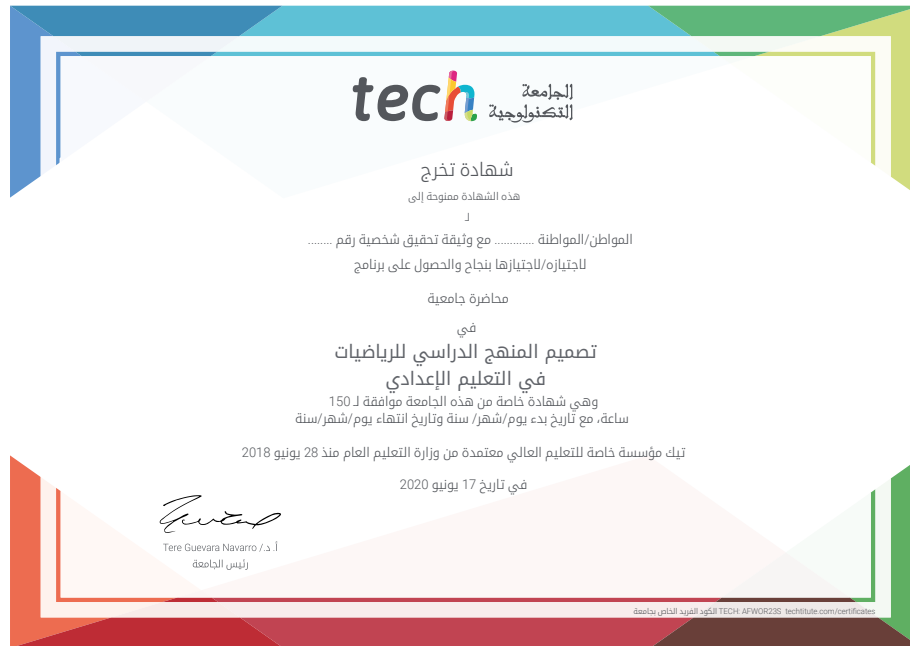 tech الجامعة
التكنولوجية
شهادة تخرج
هذه الشهادة ممنوحة إلى
لـ
المواطن/المواطنة ............ مع وثيقة تحقيق شخصية رقم ........
لاجتيازه/لاجتيازها بنجاح والحصول على برنامج
محاضرة جامعية
في
تصميم المنهج الدراسي للرياضيات
في التعليم الإعدادي
وهي شهادة خاصة من هذه الجامعة موافقة لـ 150
ساعة، مع تاريخ بدء يوم/شهر/ سنة وتاريخ انتهاء يوم/شهر/سنة
تيك مؤسسة خاصة للتعليم العالي معتمدة من وزارة التعليم العام منذ 28 يونيو 2018
في تاريخ 17 يونيو 2020
أ.د./ Tere Guevara Navarro
رئيس الجامعة
الكود الفريد الخاص بجامعة TECH: AFWOR23S techtitute.com/certificates